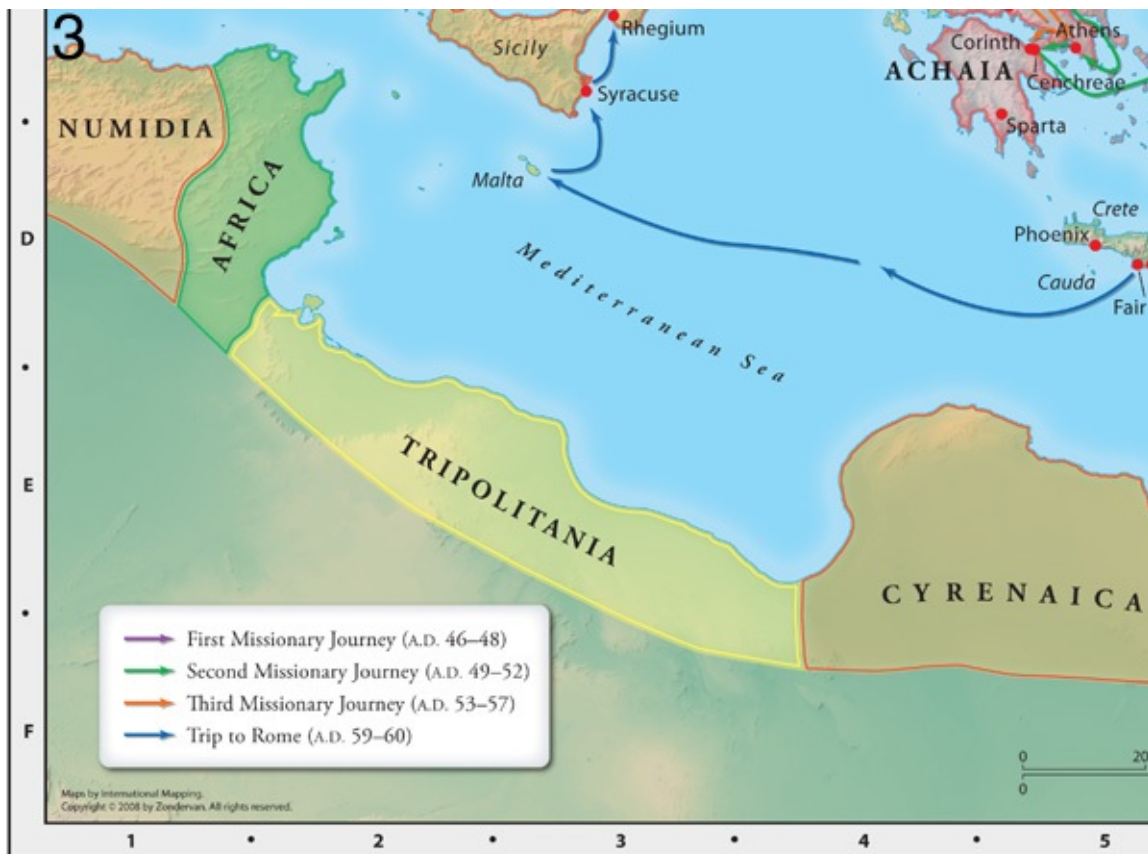 3
Rhegium
Sicily
Athens
Corinth
ACHAIA
Cenchreae
Syracuse
NUMIDIA
Sparta
AFRICA
Malta
Crete
D
Phoenix
Mediterranean Sea
Cauda
Fair
TRIPOLITANIA
E
CYRENAICA
First Missionary Journey (A.D. 46–48)
Second Missionary Journey (A.D. 49–52)
Third Missionary Journey (A.D. 53–57)
Trip to Rome (A.D. 59–60)
F
0 20
0
Maps by International Mapping.
Copyright © 2008 by Zondervan. All rights reserved.
1 • 2 • 3 • 4 • 5